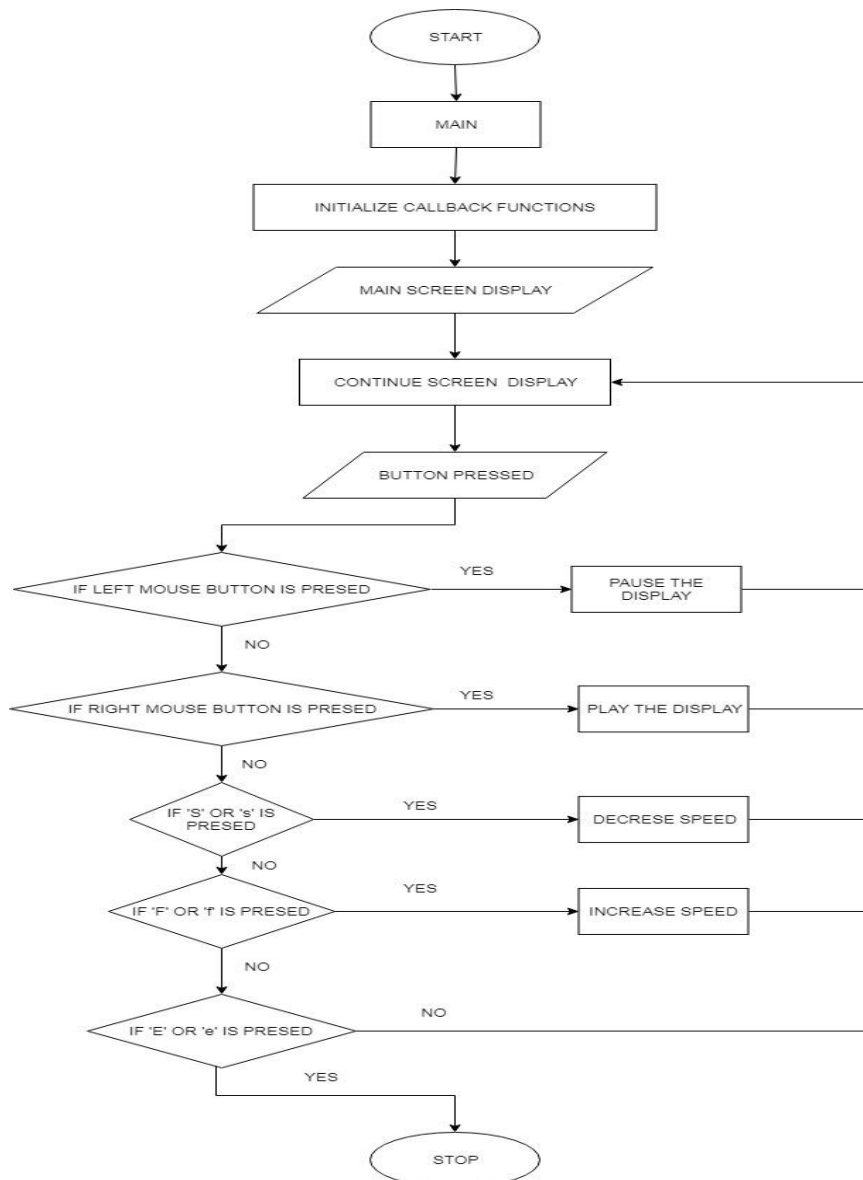 START
MAIN
INITIALIZE CALLBACK FUNCTIONS
MAIN SCREEN DISPLAY
CONTINUE SCREEN DISPLAY
BUTTON PRESSED
IF LEFT MOUSE BUTTON IS PRESED
YES
PAUSE THE
DISPLAY
NO
IF RIGHT MOUSE BUTTON IS PRESED
YES
PLAY THE DISPLAY
NO
IF 'S' OR 's' IS
PRESED
YES
DECRESE SPEED
NO
IF 'F' OR 'f' IS PRESED
YES
INCREASE SPEED
NO
IF 'E' OR 'e' IS PRESED
NO
YES
STOP